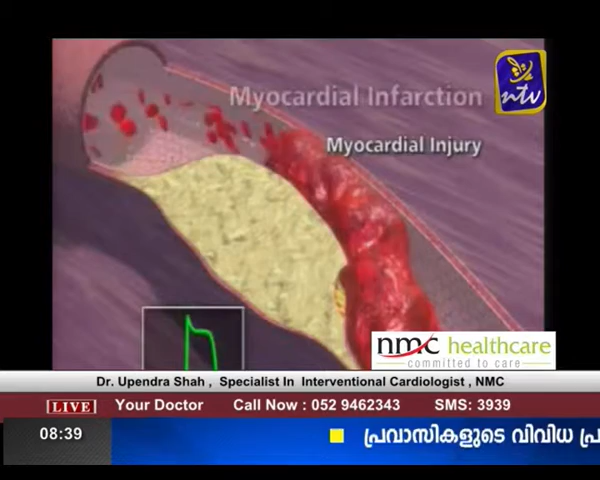 Myocardial Infarction
ntv
Myocardial Injury
nmc healthcare
committed to care
Dr. Upendra Shah , Specialist In Interventional Cardiologist , NMC
LIVE Your Doctor Call Now : 052 9462343 SMS: 3939
08:39 പ്രവാസികളുടെ വിവിധ പ്ര